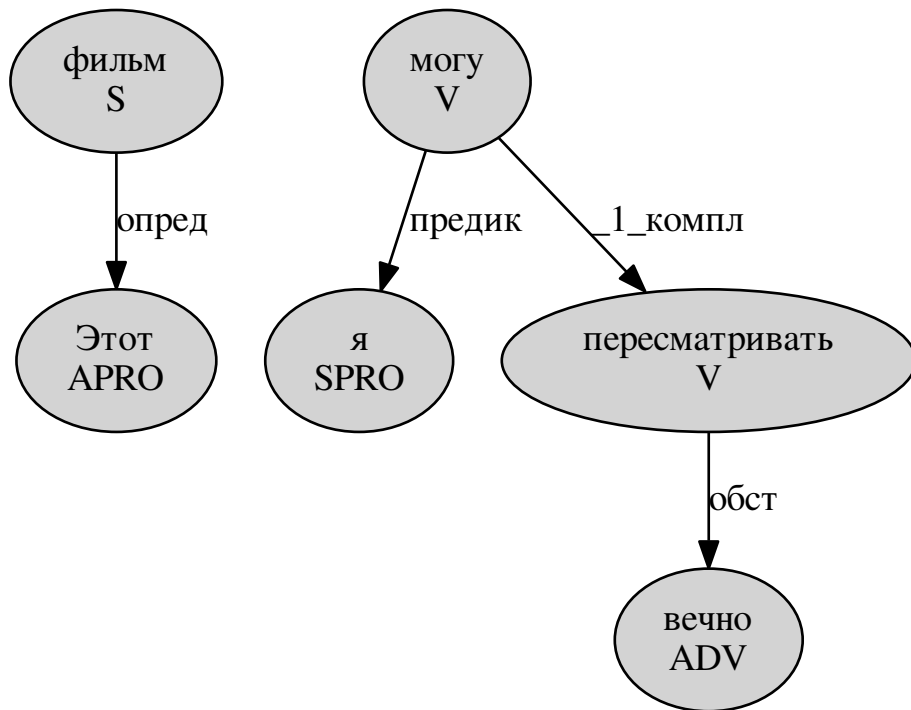 фильм
S
могу
V
опред
предик
_1_компл
Этот
APRO
я
SPRO
пересматривать
V
обст
вечно
ADV